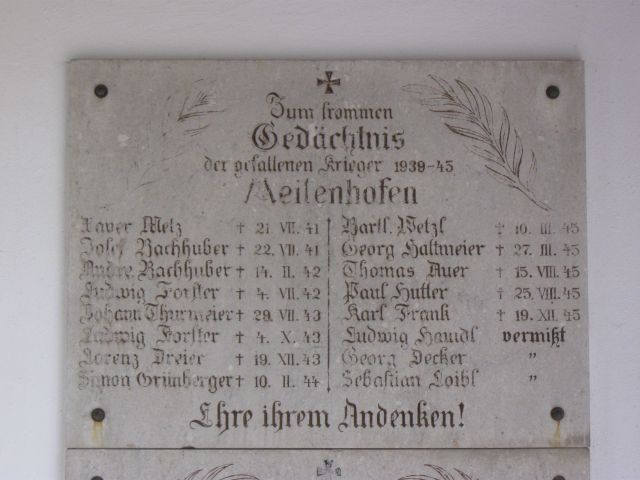 Zum frommen
Gedächtnis
der gefallenen Krieger 1939-45
Meilenhofen
Xaver Metz † 21. VII. 41
Josef Bachhuber † 22. VII. 41
Andre Bachhuber † 14. II. 42
Ludwig Forster † 4. VII. 42
Johann Thurmeier † 29. VII. 43
Ludwig Forster † 4. X. 43
Lorenz Dreier † 19. XII. 43
Simon Grünberger † 10. II. 44
Bartl. Wetzl † 10. III. 45
Georg Haltmeier † 27. III. 45
Thomas Auer † 15. VIII. 45
Paul Hutler † 25. VIII. 45
Karl Frank † 19. XII. 45
Ludwig Haindl vermißt
Georg Decker "
Sebastian Loibl "
Ehre ihrem Andenken!